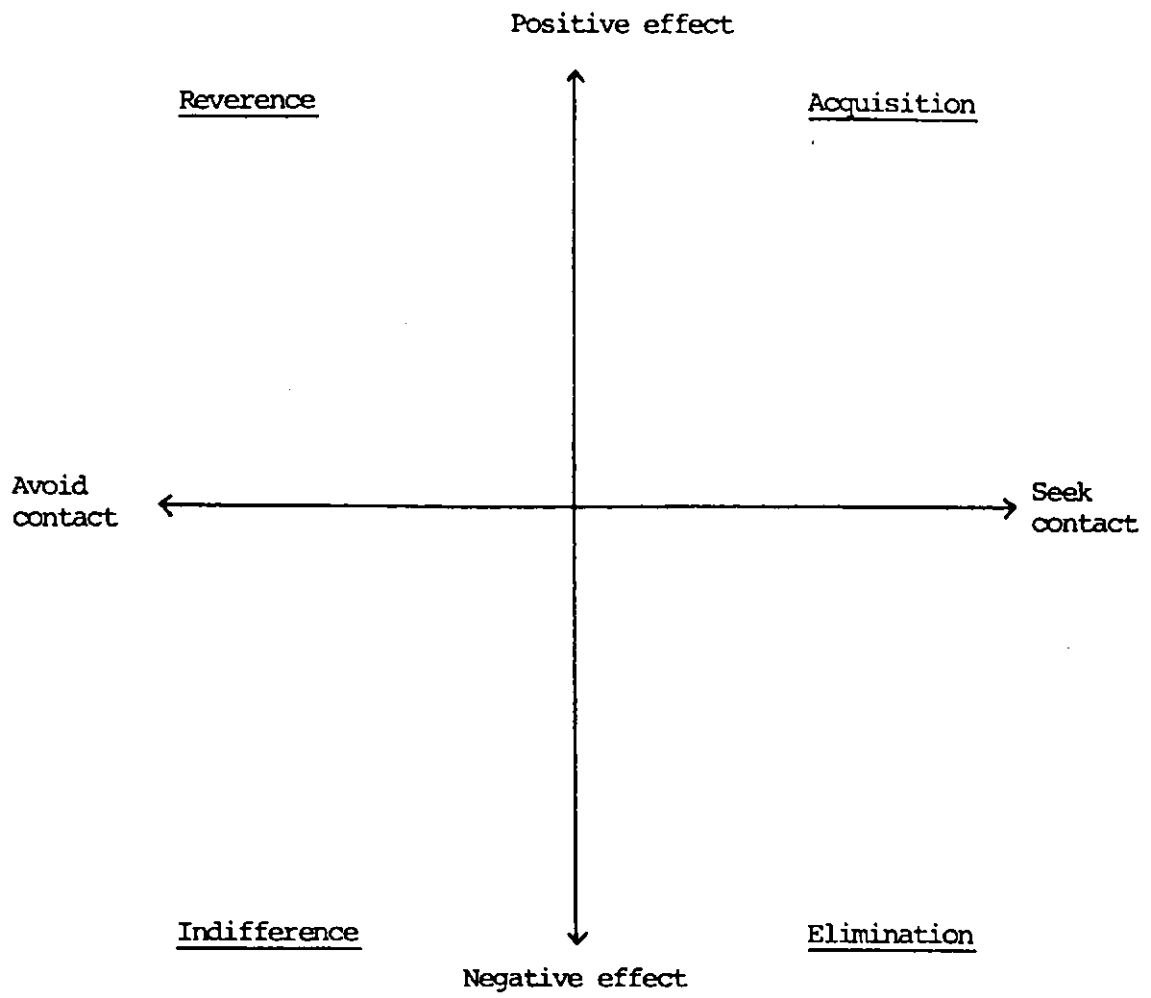 Positive effect
Reverence
Acquisition
Avoid
contact
Seek
contact
Indifference
Elimination
Negative effect